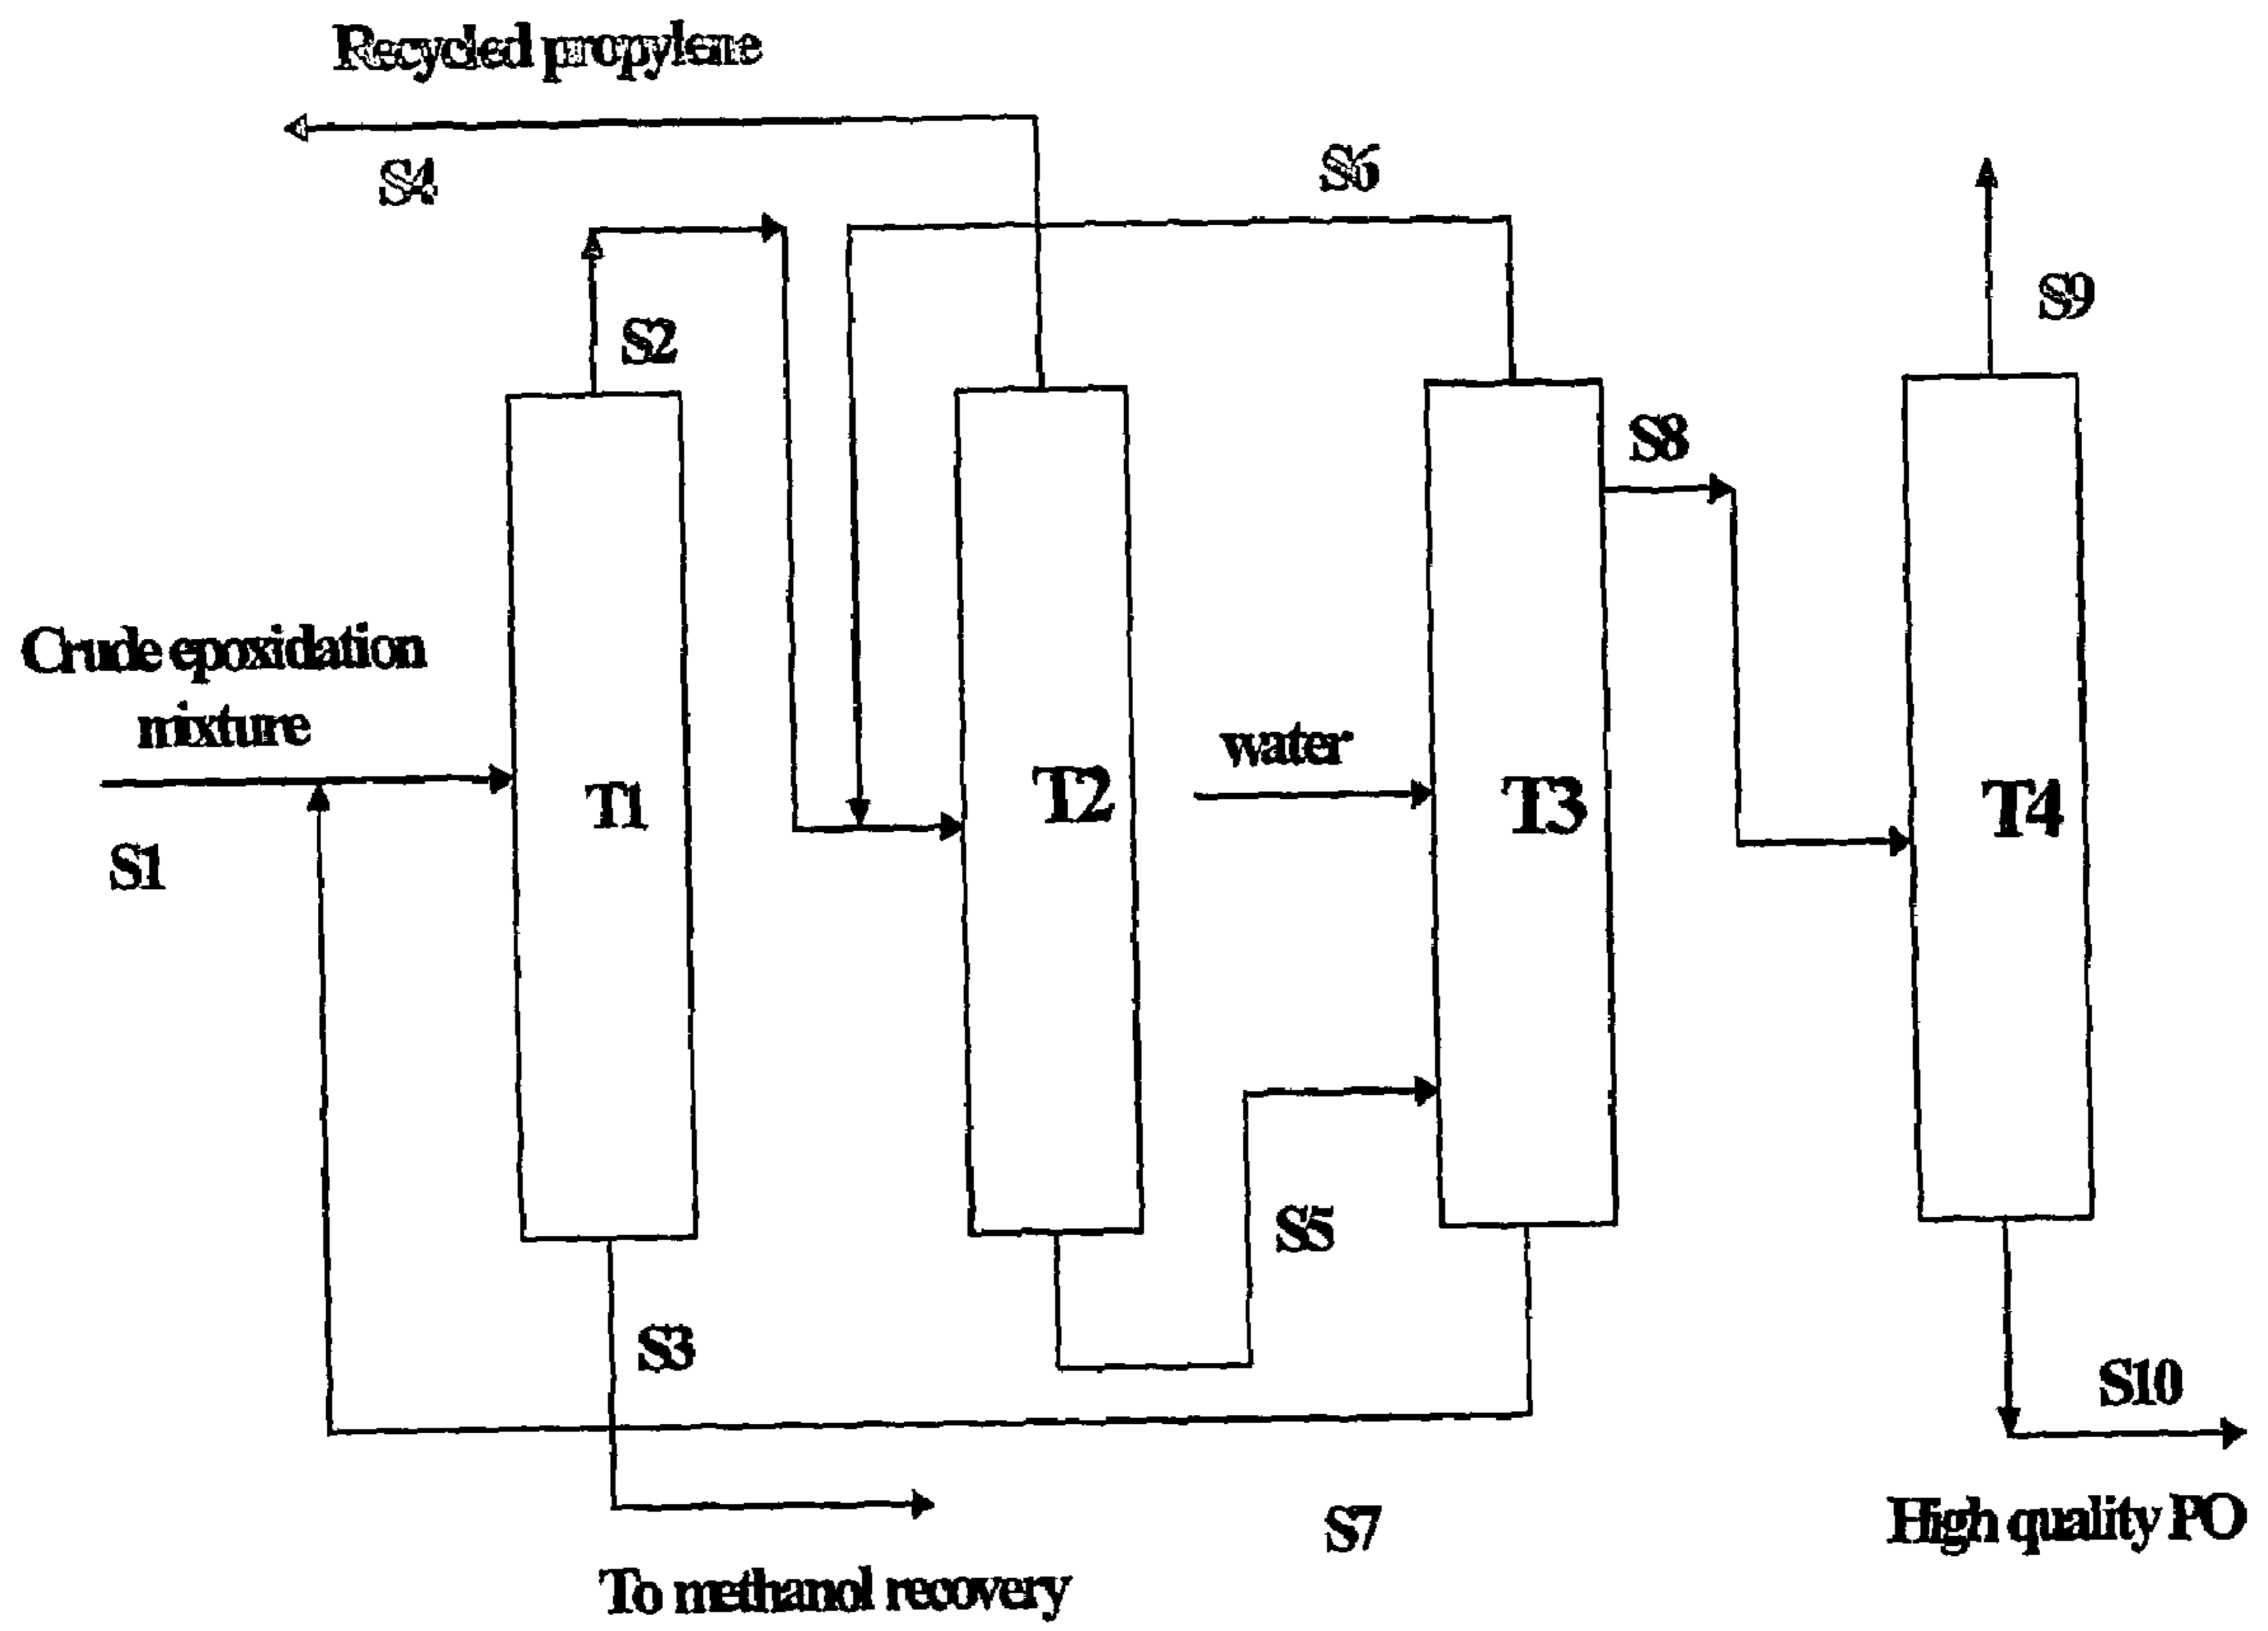 Recycled propylene
S4
S6
S9
S2
S8
Crude epoxidation
mixture
water
T1
T2
T3
T4
S1
S5
S3
S10
S7
High quality PO
To methanol recovery